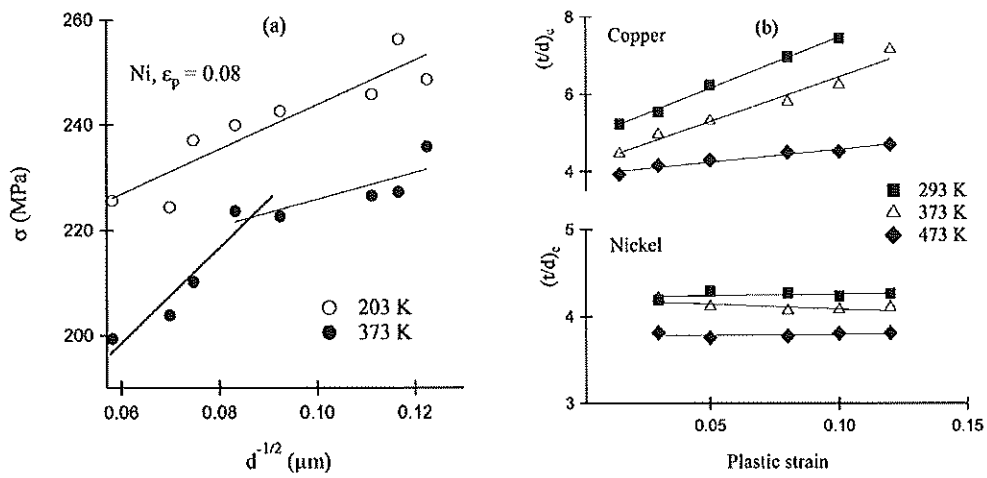 (a)
Ni, εp = 0.08
260
240
220
200
σ (MPa)
0.06 0.08 0.10 0.12
d-1/2 (μm)
○ 203 K
● 373 K
(b)
Copper
(t/d)c
8
6
4
■ 293 K
△ 373 K
◆ 473 K
Nickel
(t/d)c
5
4
3
0.05 0.10 0.15
Plastic strain